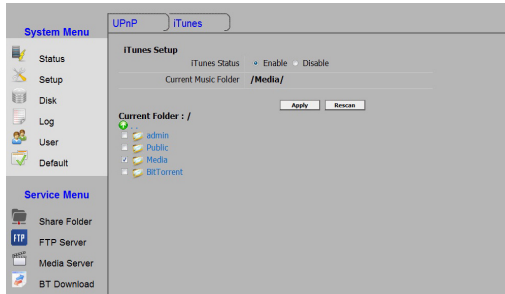 System Menu
Status
Setup
Disk
Log
User
Default
Service Menu
Share Folder
FTP
FTP Server
Media Server
BT Download
UPnP
iTunes
iTunes Setup
iTunes Status Enable Disable
Current Music Folder /Media/
Apply Rescan
Current Folder : /
..
admin
Public
Media
BitTorrent